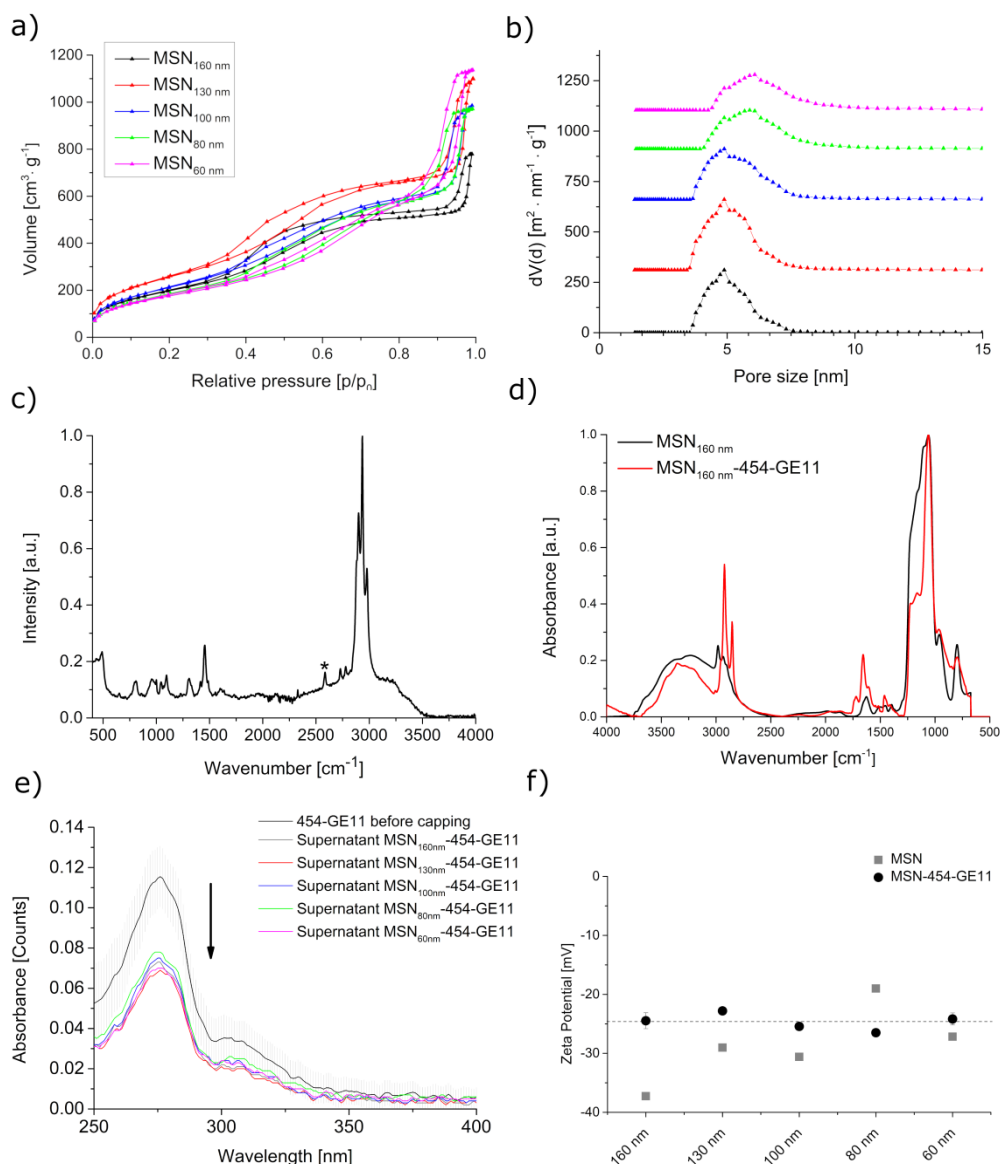 a)
MSN160 nm
MSN130 nm
MSN100 nm
MSN80 nm
MSN60 nm
1200
1000
800
600
400
200
0
Volume [cm3 · g-1]
0.0 0.2 0.4 0.6 0.8 1.0
Relative pressure [p/p0]
b)
1250
1000
750
500
250
0
dV(d) [m2 · nm-1 · g-1]
0 5 10 15
Pore size [nm]
c)
1.0
0.8
0.6
0.4
0.2
0.0
Intensity [a.u.]
*
500 1000 1500 2000 2500 3000 3500 4000
Wavenumber [cm-1]
d)
MSN160 nm
MSN160 nm-454-GE11
1.0
0.8
0.6
0.4
0.2
0.0
Absorbance [a.u.]
4000 3500 3000 2500 2000 1500 1000 500
Wavenumber [cm-1]
e)
454-GE11 before capping
Supernatant MSN160nm-454-GE11
Supernatant MSN130nm-454-GE11
Supernatant MSN100nm-454-GE11
Supernatant MSN80nm-454-GE11
Supernatant MSN60nm-454-GE11
0.14
0.12
0.10
0.08
0.06
0.04
0.02
0.00
Absorbance [Counts]
250 300 350 400
Wavelength [nm]
f)
MSN
MSN-454-GE11
0
-10
-20
-30
-40
Zeta Potential [mV]
160 nm 130 nm 100 nm 80 nm 60 nm